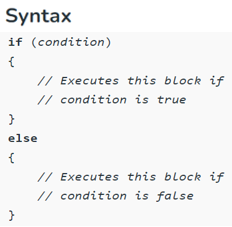 Syntax
if (condition)
{
    // Executes this block if
    // condition is true
}
else
{
    // Executes this block if
    // condition is false
}